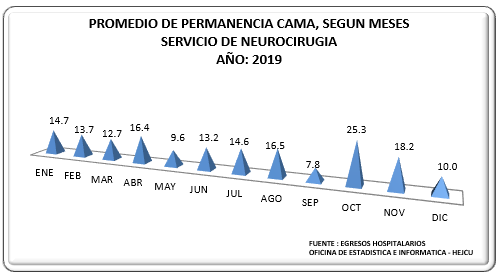 PROMEDIO DE PERMANENCIA CAMA, SEGUN MESES
SERVICIO DE NEUROCIRUGIA
AÑO: 2019
14.7 13.7 12.7 16.4 9.6 13.2 14.6 16.5 7.8 25.3 18.2 10.0
ENE FEB MAR ABR MAY JUN JUL AGO SEP OCT NOV DIC
FUENTE : EGRESOS HOSPITALARIOS
OFICINA DE ESTADISTICA E INFORMATICA - HEJCU